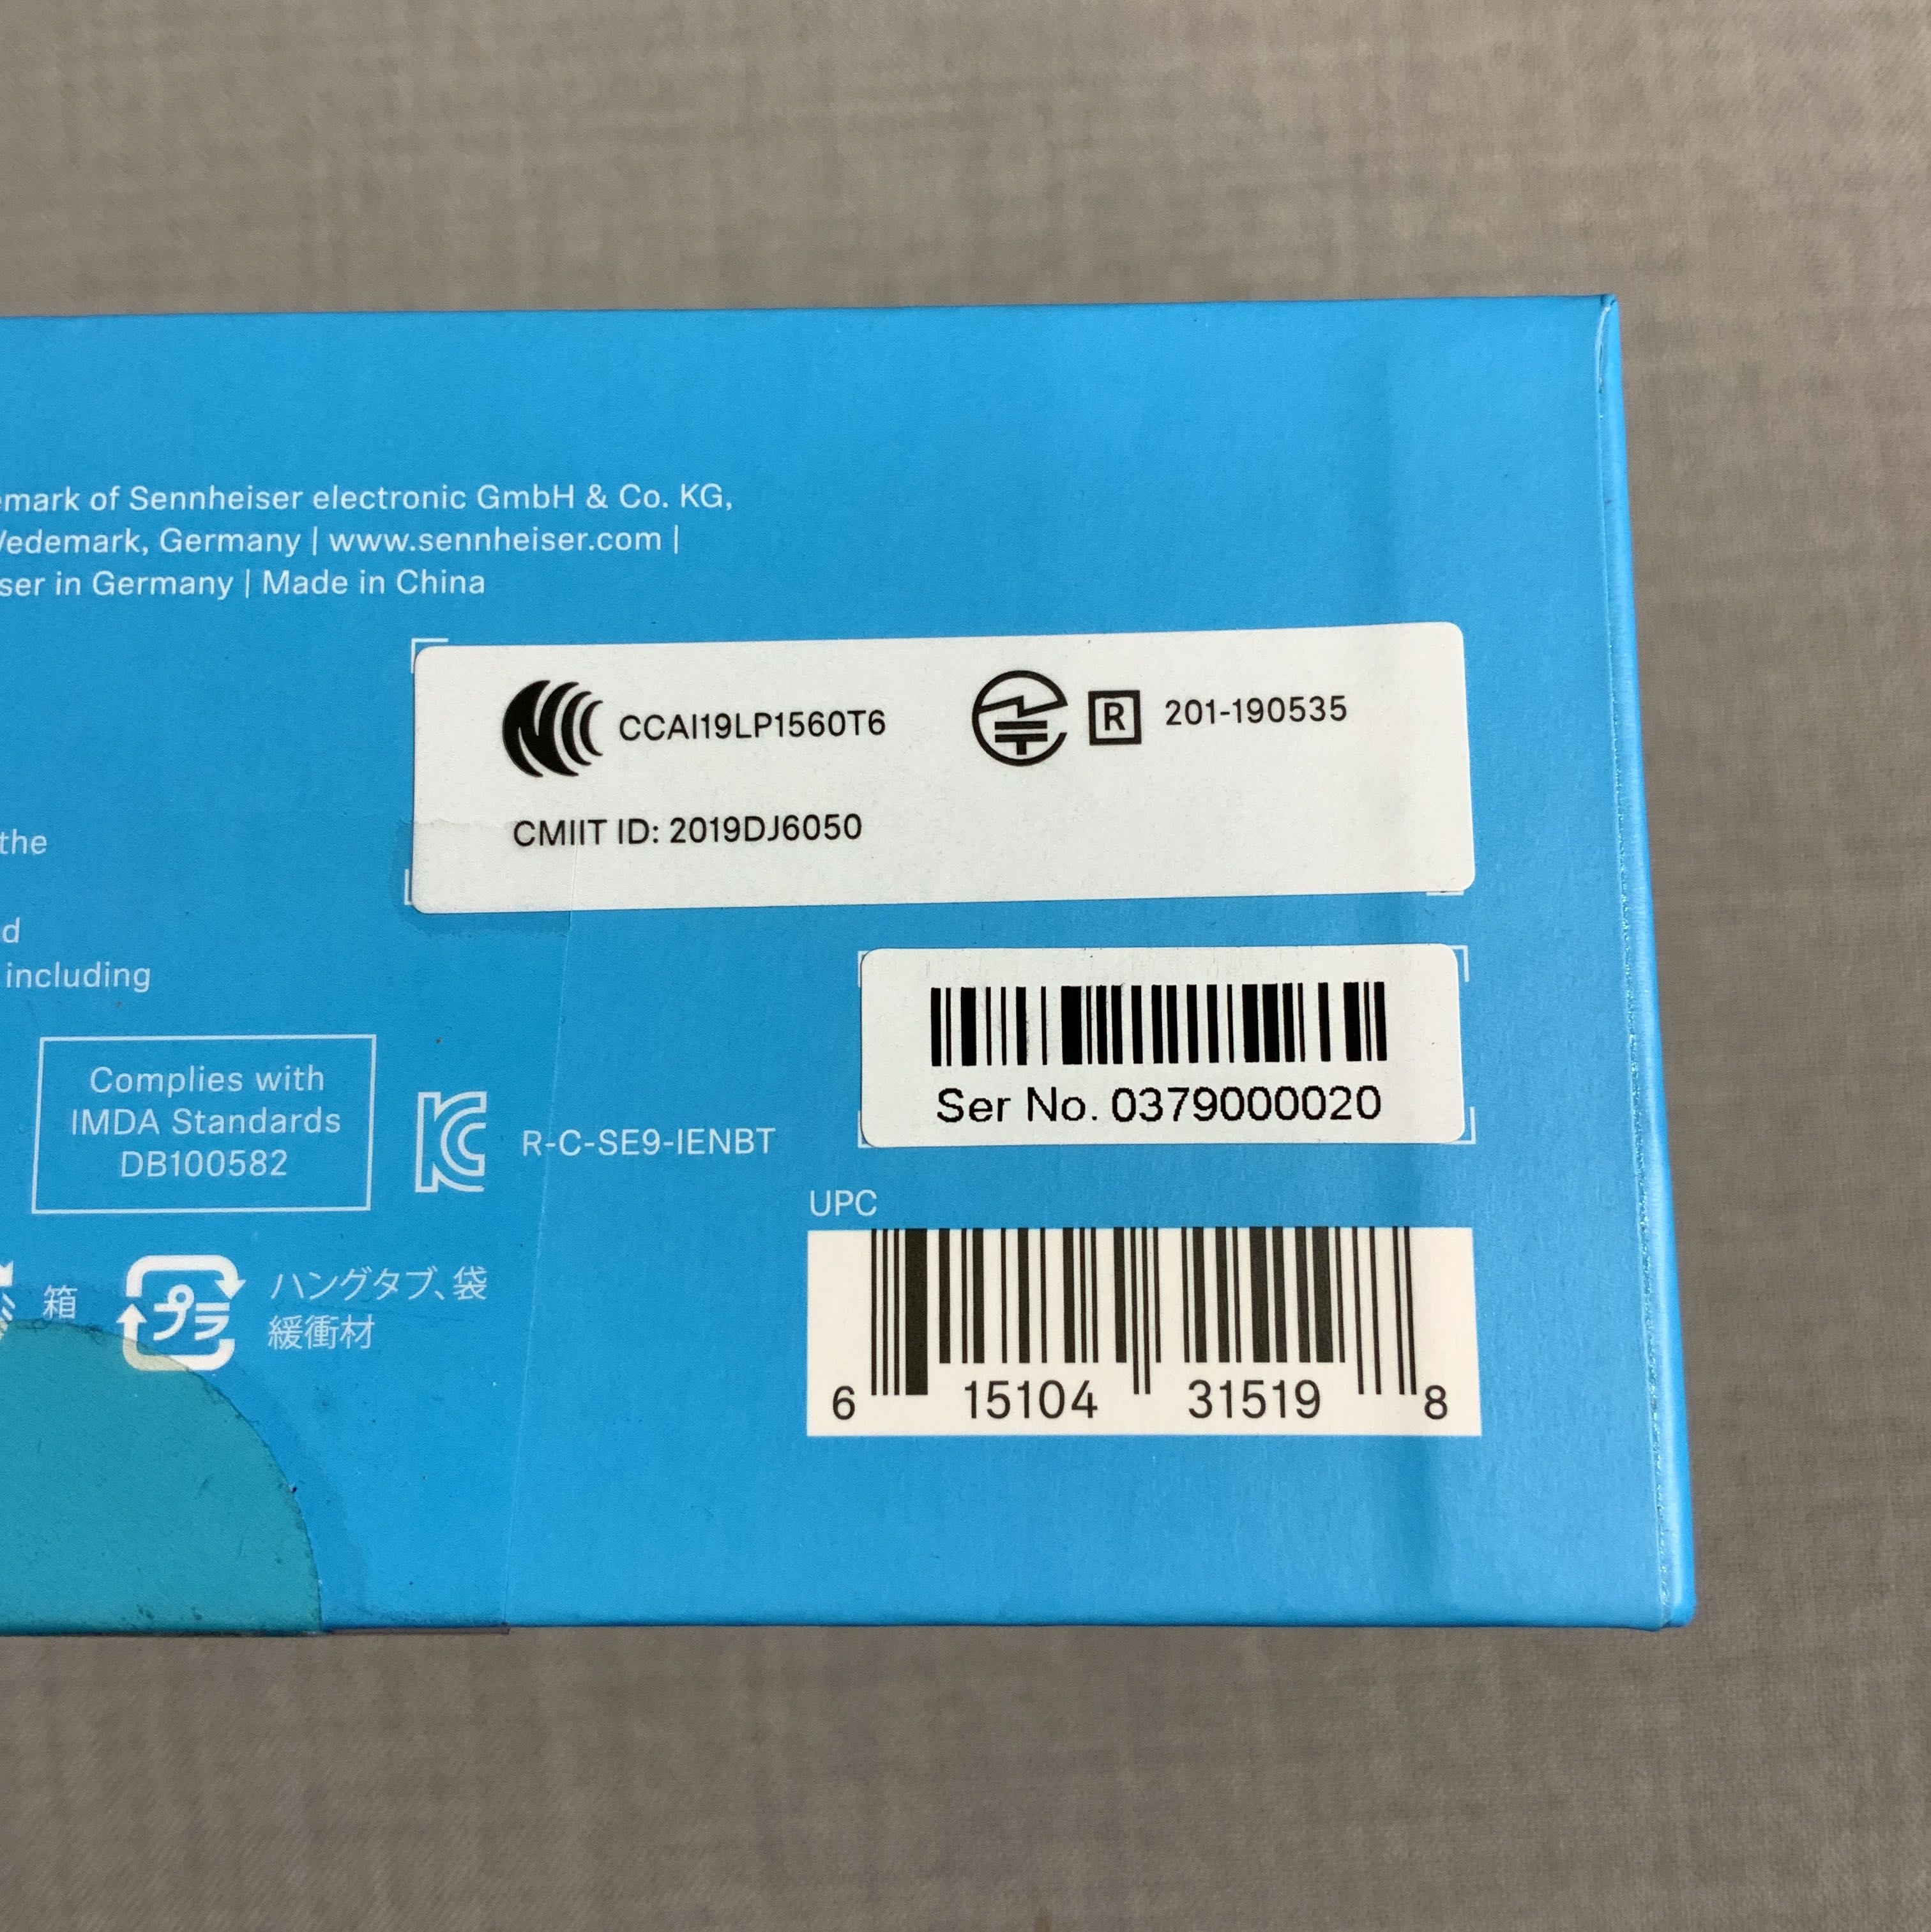 mark of Sennheiser electronic GmbH & Co. KG,
edemark, Germany | www.sennheiser.com |
ser in Germany | Made in China
CCAI19LP1560T6
R 201-190535
CMIIT ID: 2019DJ6050
the
d
including
Ser No. 0379000020
Complies with
IMDA Standards
DB100582
R-C-SE9-IENBT
UPC
箱
プラ
ハングタブ、袋
緩衝材
6 15104 31519 8